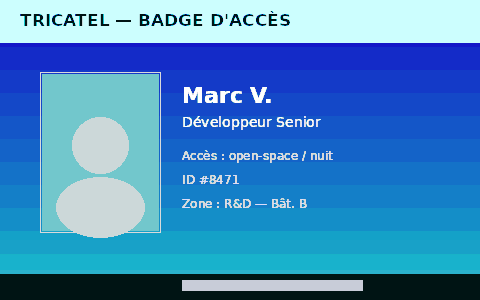 TRICATEL — BADGE D'ACCÈS
Marc V.
Développeur Senior
Accès : open-space / nuit
ID #8471
Zone : R&D — Bât. B